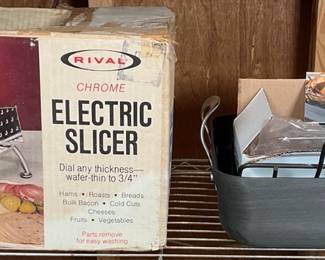 RIVAL
CHROME
ELECTRIC
SLICER
Dial any thickness—
wafer-thin to 3/4"
Hams • Roasts • Breads
Bulk Bacon • Cold Cuts
Cheeses
Fruits • Vegetables
Parts remove
for easy washing